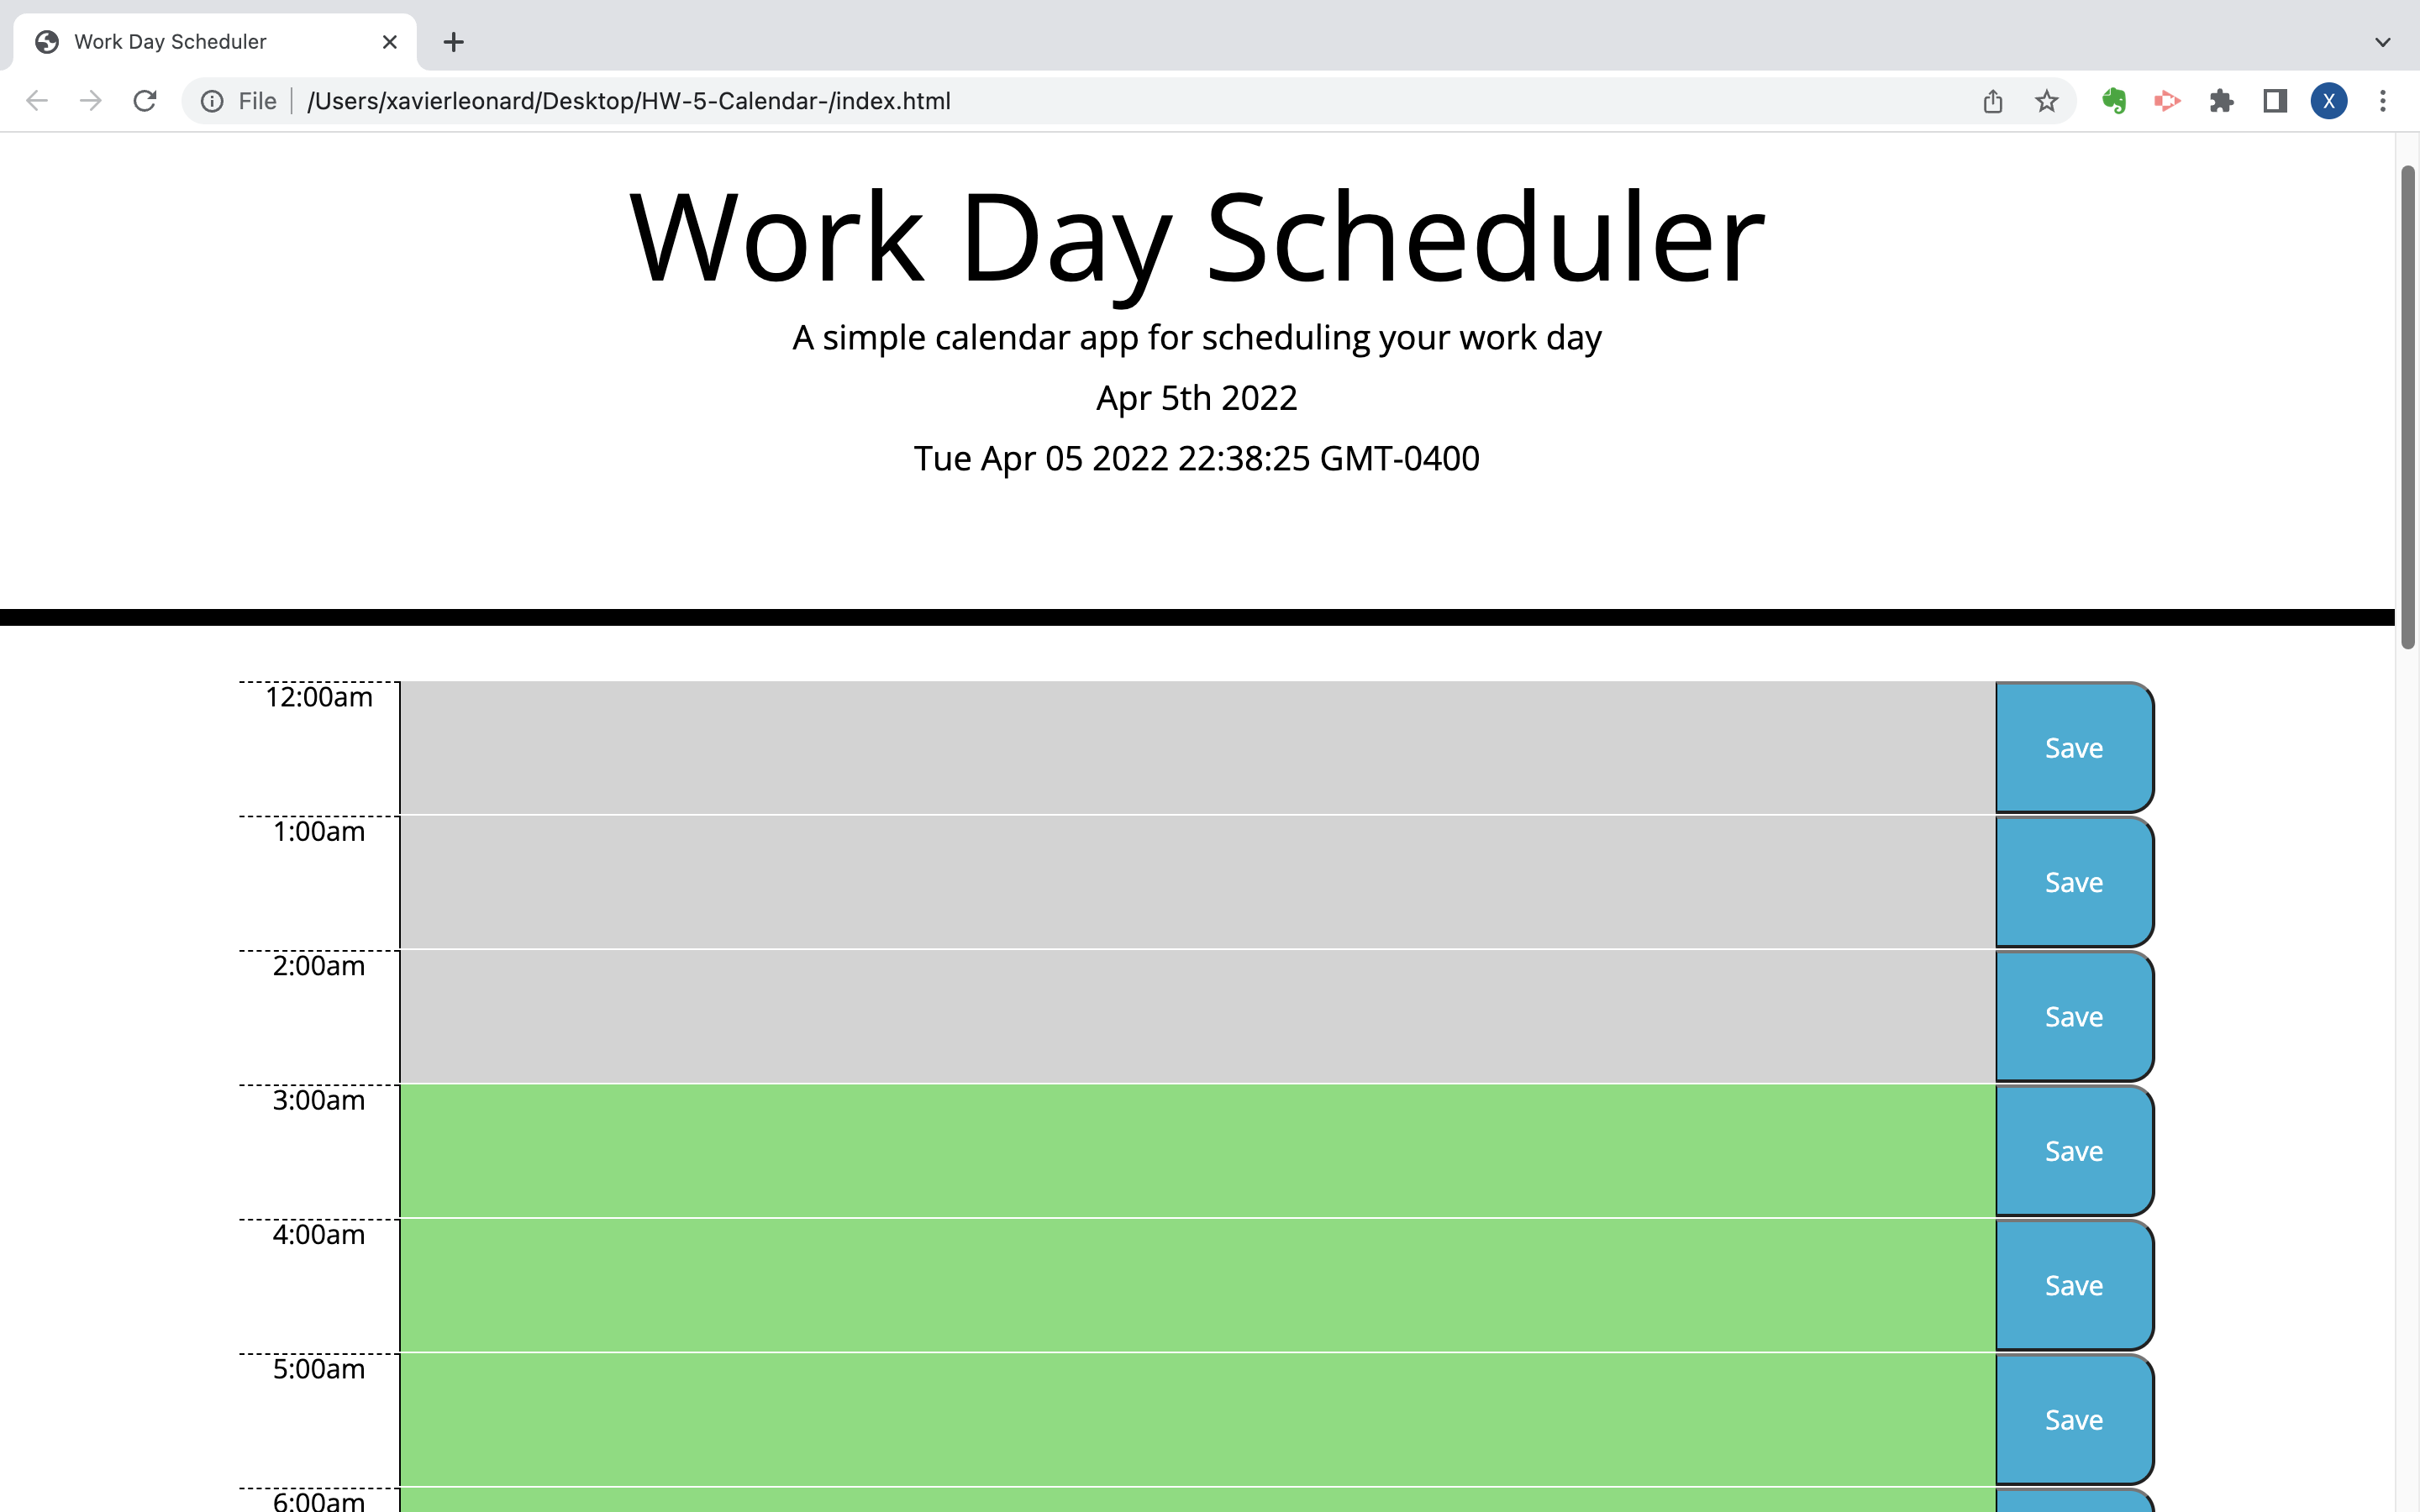 Work Day Scheduler
File /Users/xavierleonard/Desktop/HW-5-Calendar-/index.html
X
Work Day Scheduler
A simple calendar app for scheduling your work day
Apr 5th 2022
Tue Apr 05 2022 22:38:25 GMT-0400
12:00am
Save
1:00am
Save
2:00am
Save
3:00am
Save
4:00am
Save
5:00am
Save
6:00am